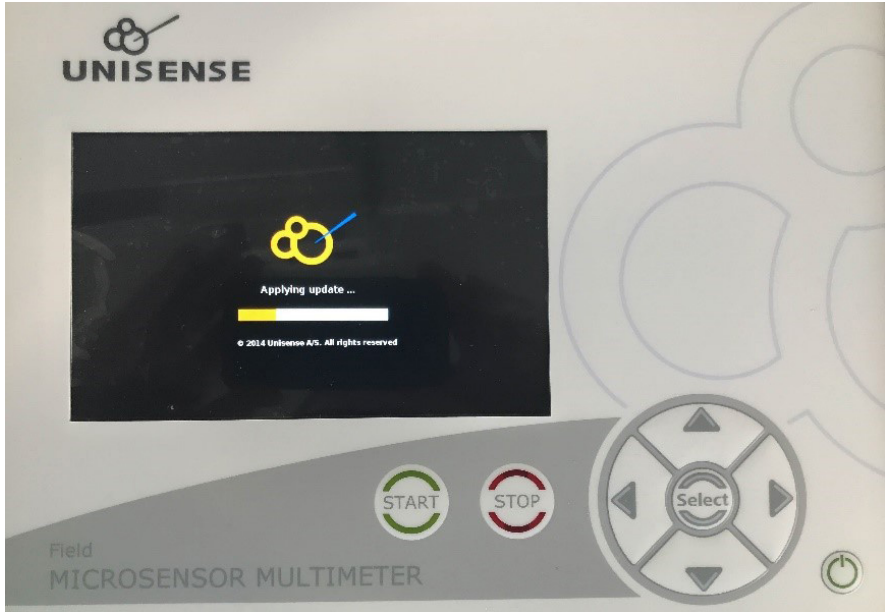 UNISENSE
Applying update ...
© 2014 Unisense A/S. All rights reserved
START
STOP
Select
Field
MICROSENSOR MULTIMETER